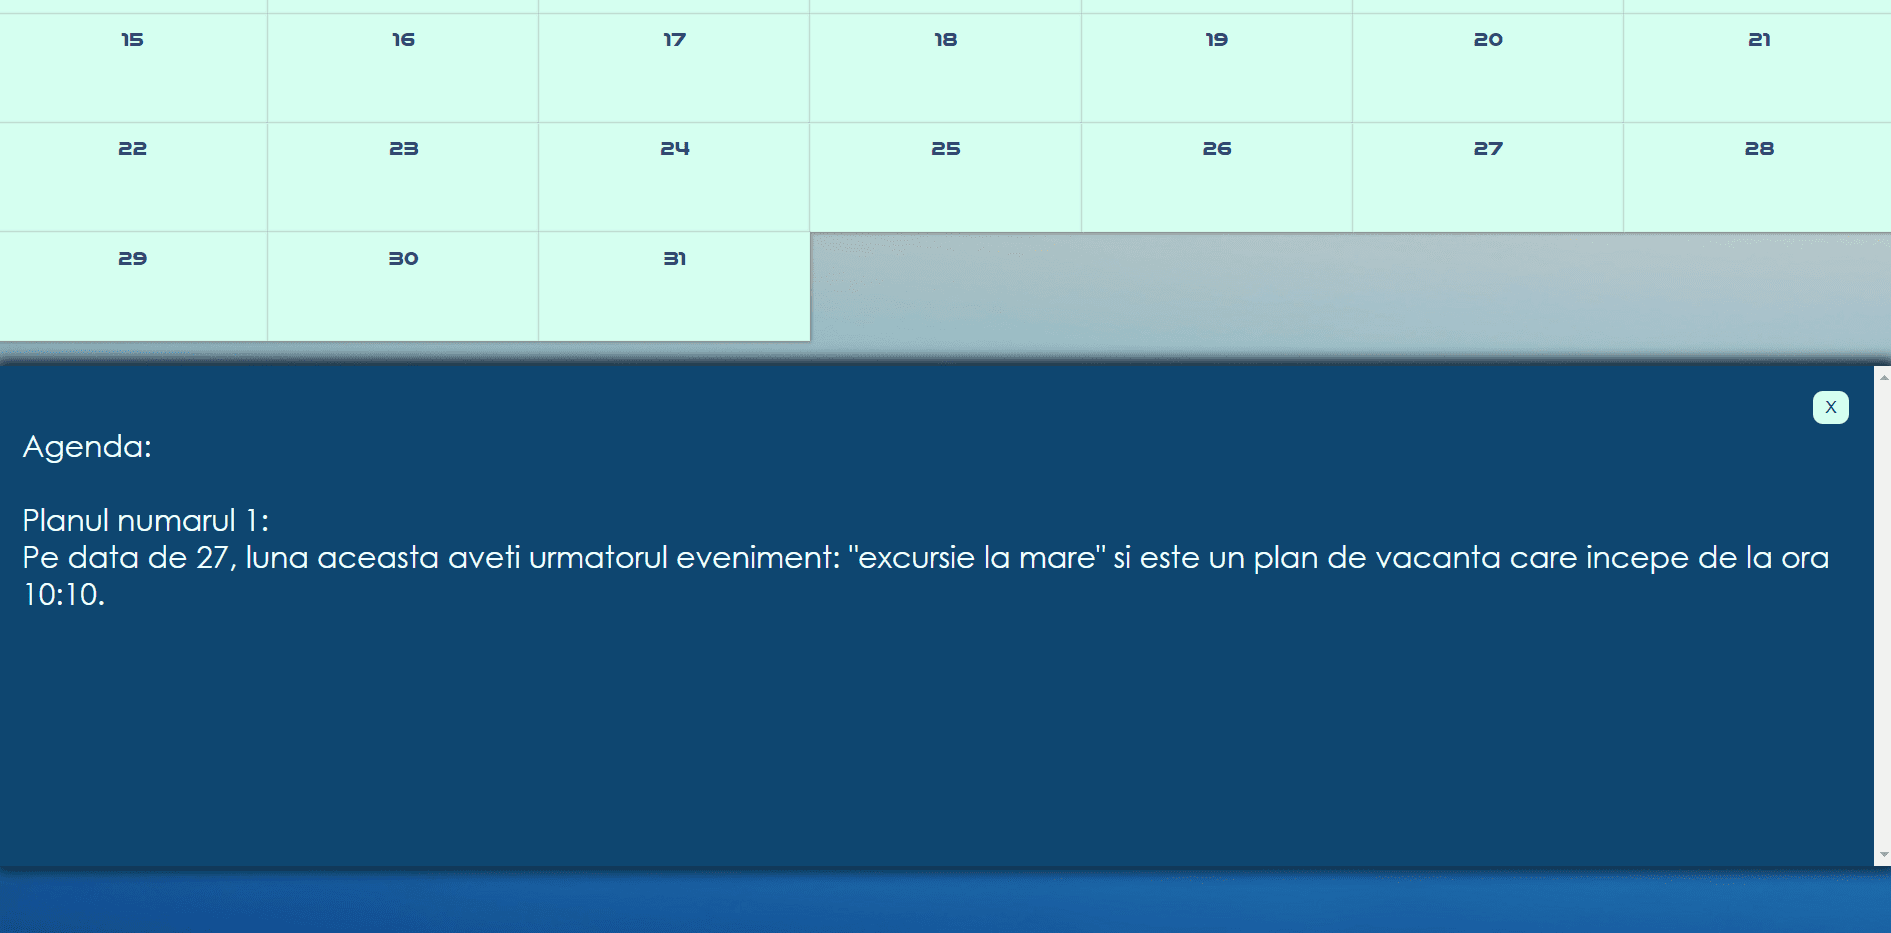 15 16 17 18 19 20 21
22 23 24 25 26 27 28
29 30 31
X
Agenda:
Planul numarul 1:
Pe data de 27, luna aceasta aveti urmatorul eveniment: "excursie la mare" si este un plan de vacanta care incepe de la ora
10:10.